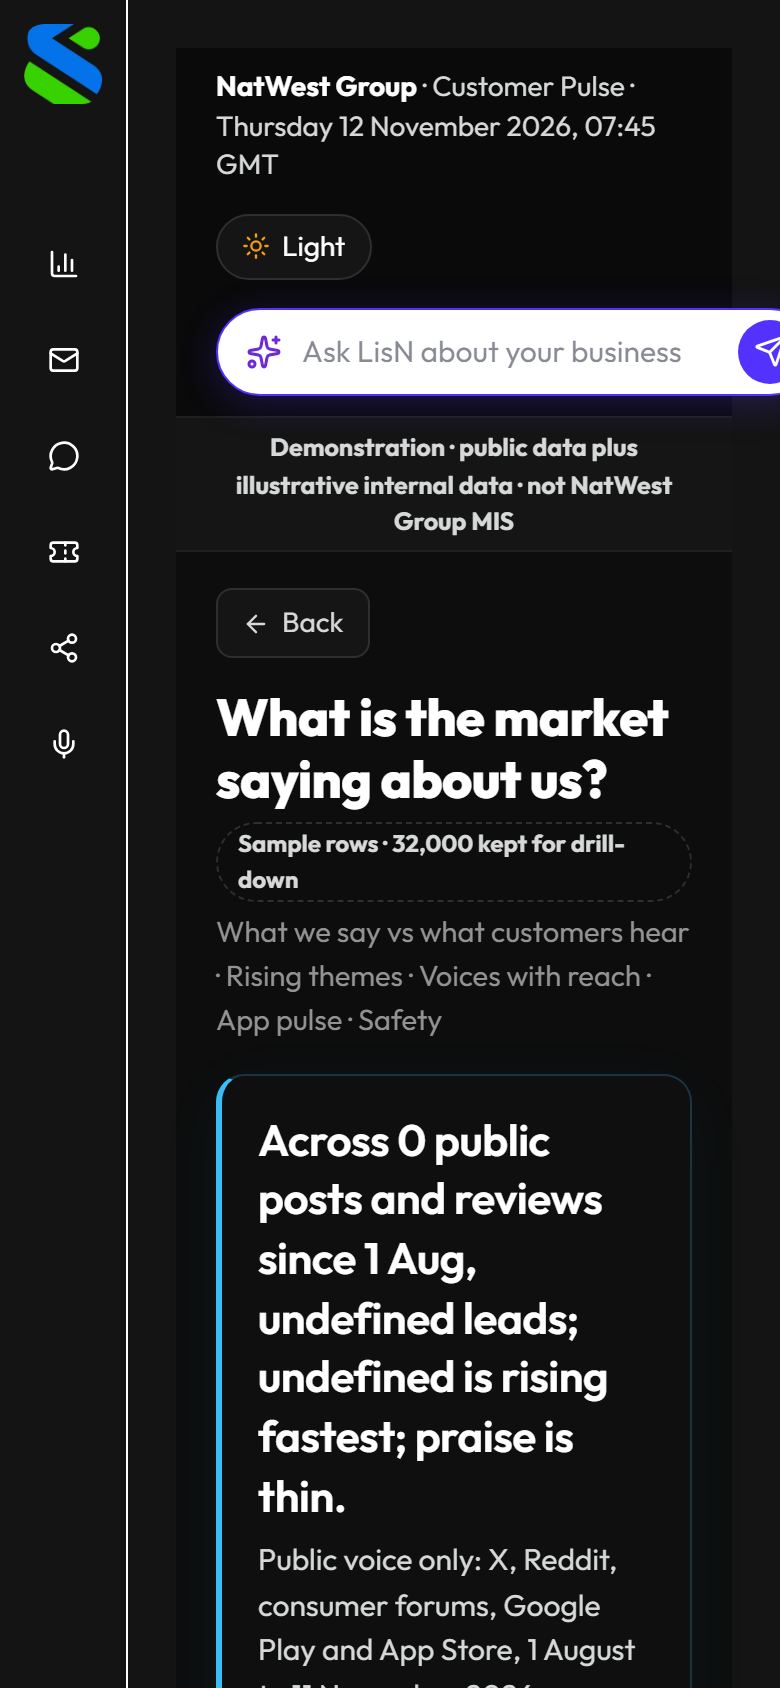 NatWest Group · Customer Pulse ·
Thursday 12 November 2026, 07:45
GMT
Light
Ask LisN about your business
Demonstration · public data plus
illustrative internal data · not NatWest
Group MIS
Back
What is the market
saying about us?
Sample rows · 32,000 kept for drill-
down
What we say vs what customers hear
· Rising themes · Voices with reach ·
App pulse · Safety
Across 0 public
posts and reviews
since 1 Aug,
undefined leads;
undefined is rising
fastest; praise is
thin.
Public voice only: X, Reddit,
consumer forums, Google
Play and App Store, 1 August